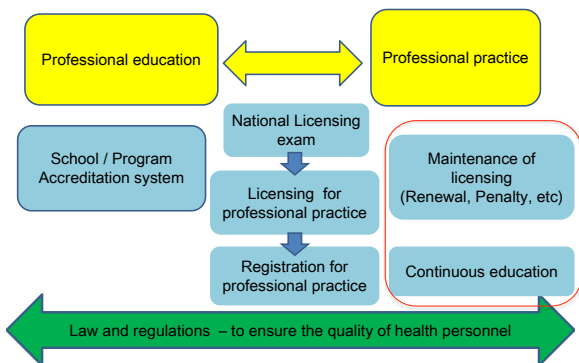 Professional education
Professional practice
National Licensing
exam
School / Program
Accreditation system
Licensing for
professional practice
Registration for
professional practice
Maintenance of
licensing
(Renewal, Penalty, etc)
Continuous education
Law and regulations – to ensure the quality of health personnel